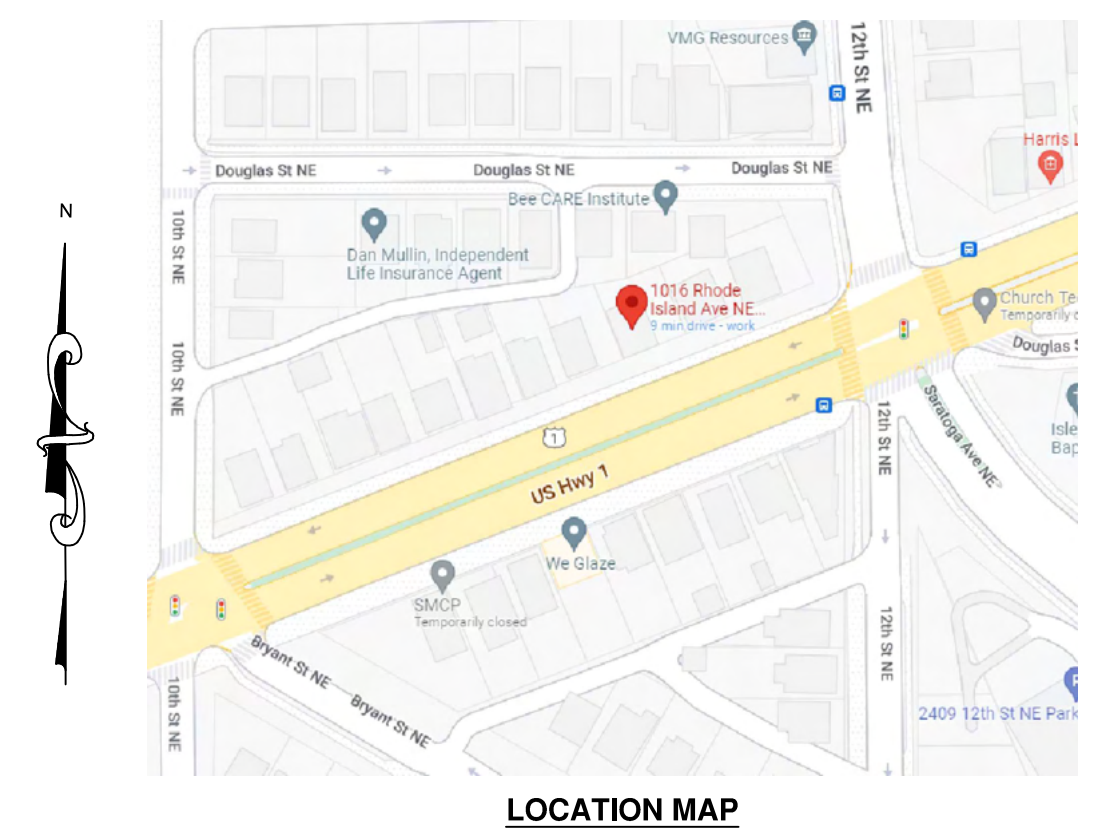 VMG Resources
12th St NE
Harris L
Douglas St NE
Douglas St NE
Douglas St NE
Bee CARE Institute
N
10th St NE
Dan Mullin, Independent
Life Insurance Agent
1016 Rhode
Island Ave NE...
9 min drive - work
Church Te
Temporarily c
Douglas S
10th St NE
1
12th St NE
Saratoga Ave NE
Isle
Bap
US Hwy 1
We Glaze
SMCP
Temporarily closed
12th St NE
Bryant St NE
Bryant St NE
10th St NE
P
2409 12th St NE Park
LOCATION MAP